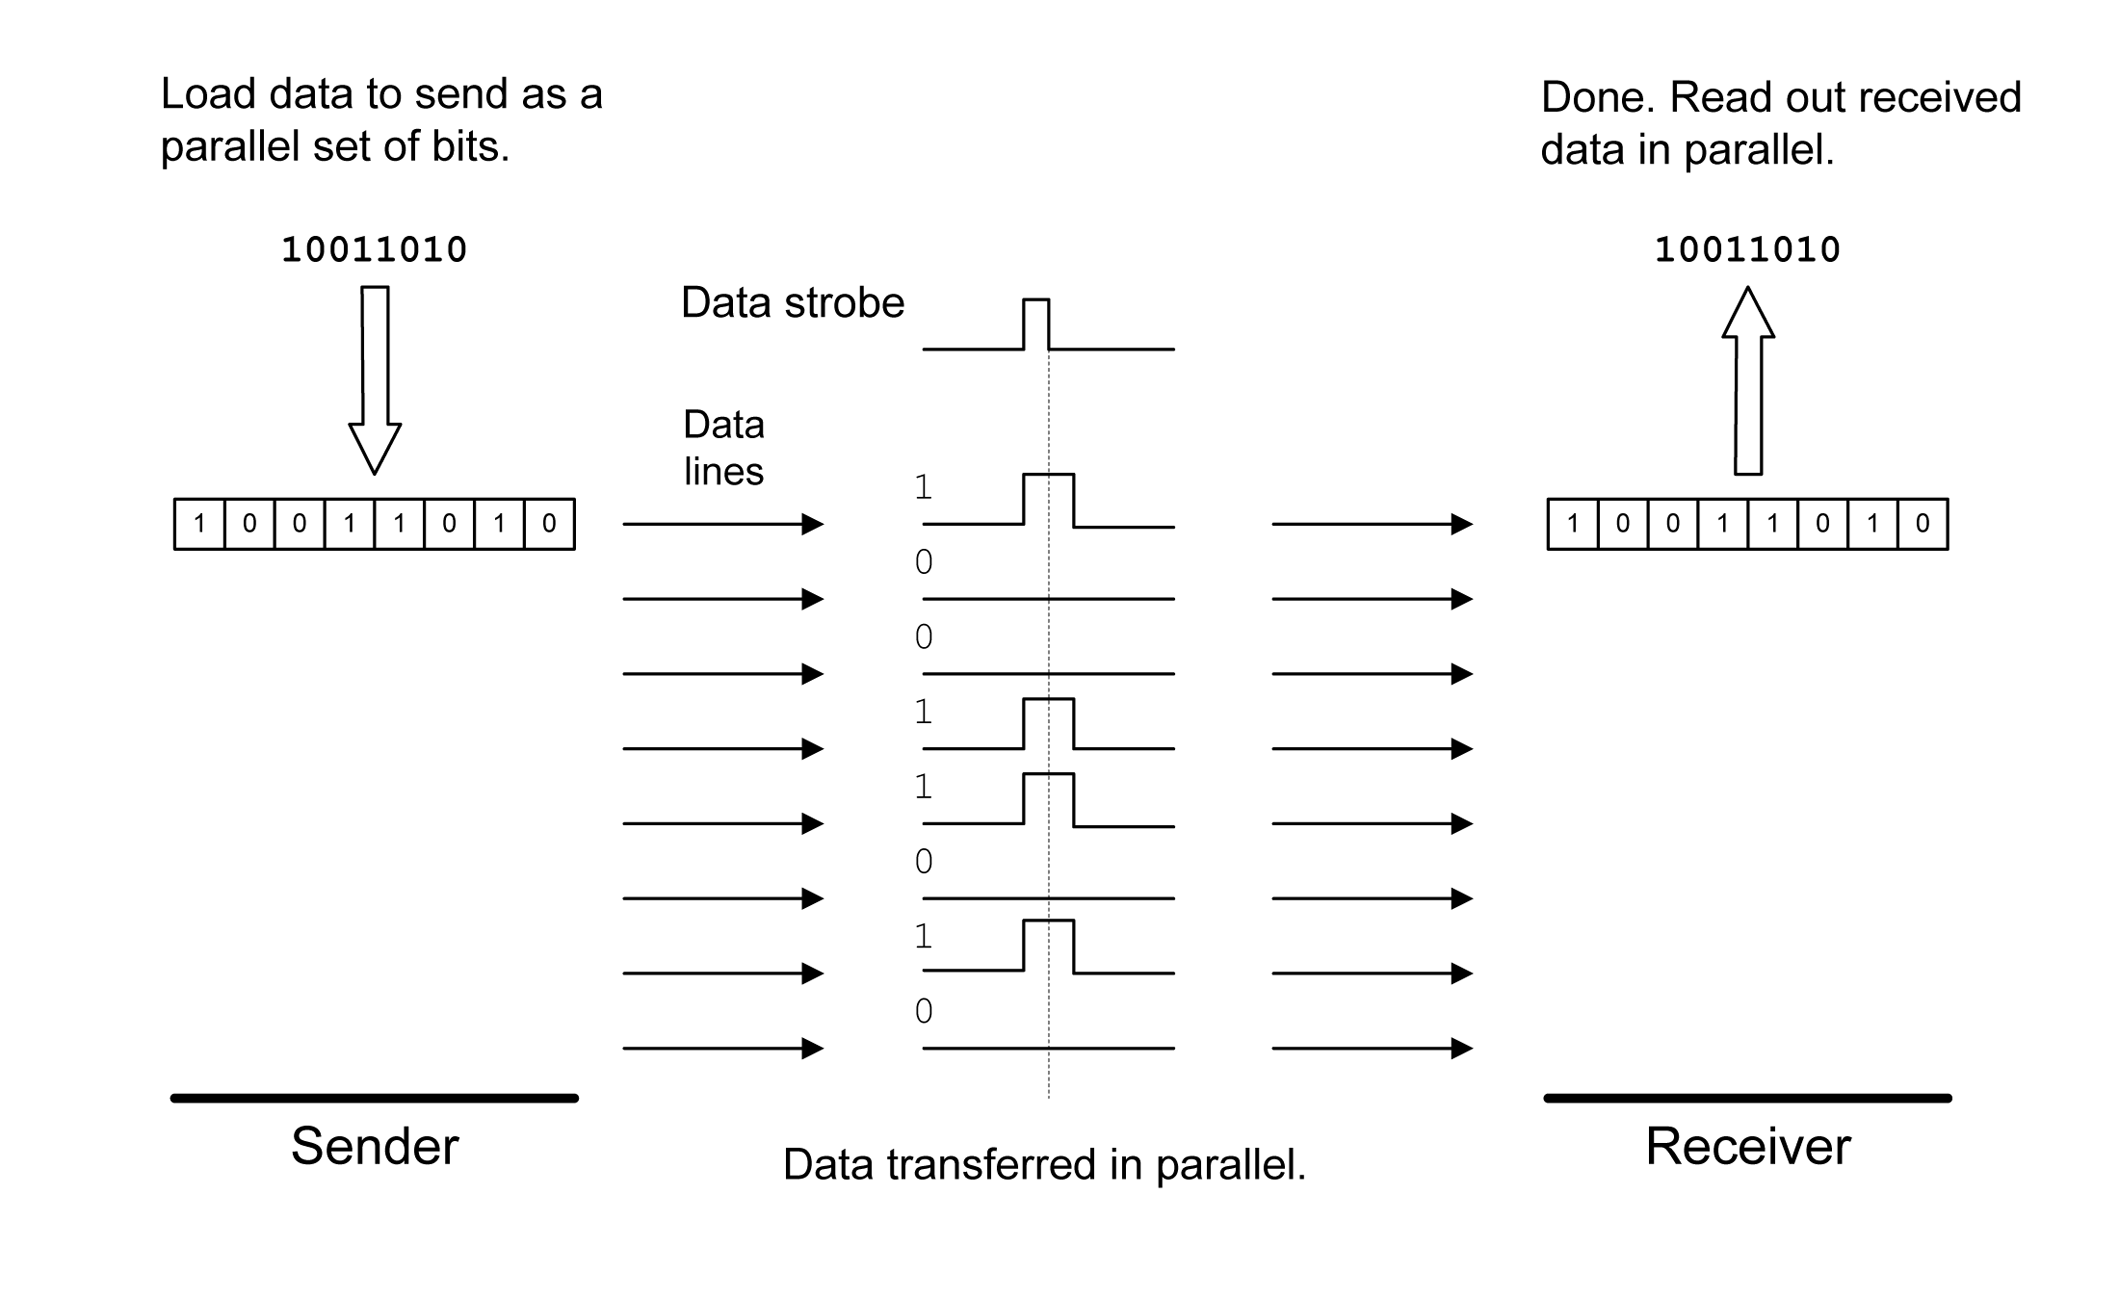 Load data to send as a
parallel set of bits.
Done. Read out received
data in parallel.
10011010
10011010
Data strobe
Data
lines
1 0 0 1 1 0 1 0
1
0
0
1
1
0
1
0
1 0 0 1 1 0 1 0
Sender
Data transferred in parallel.
Receiver